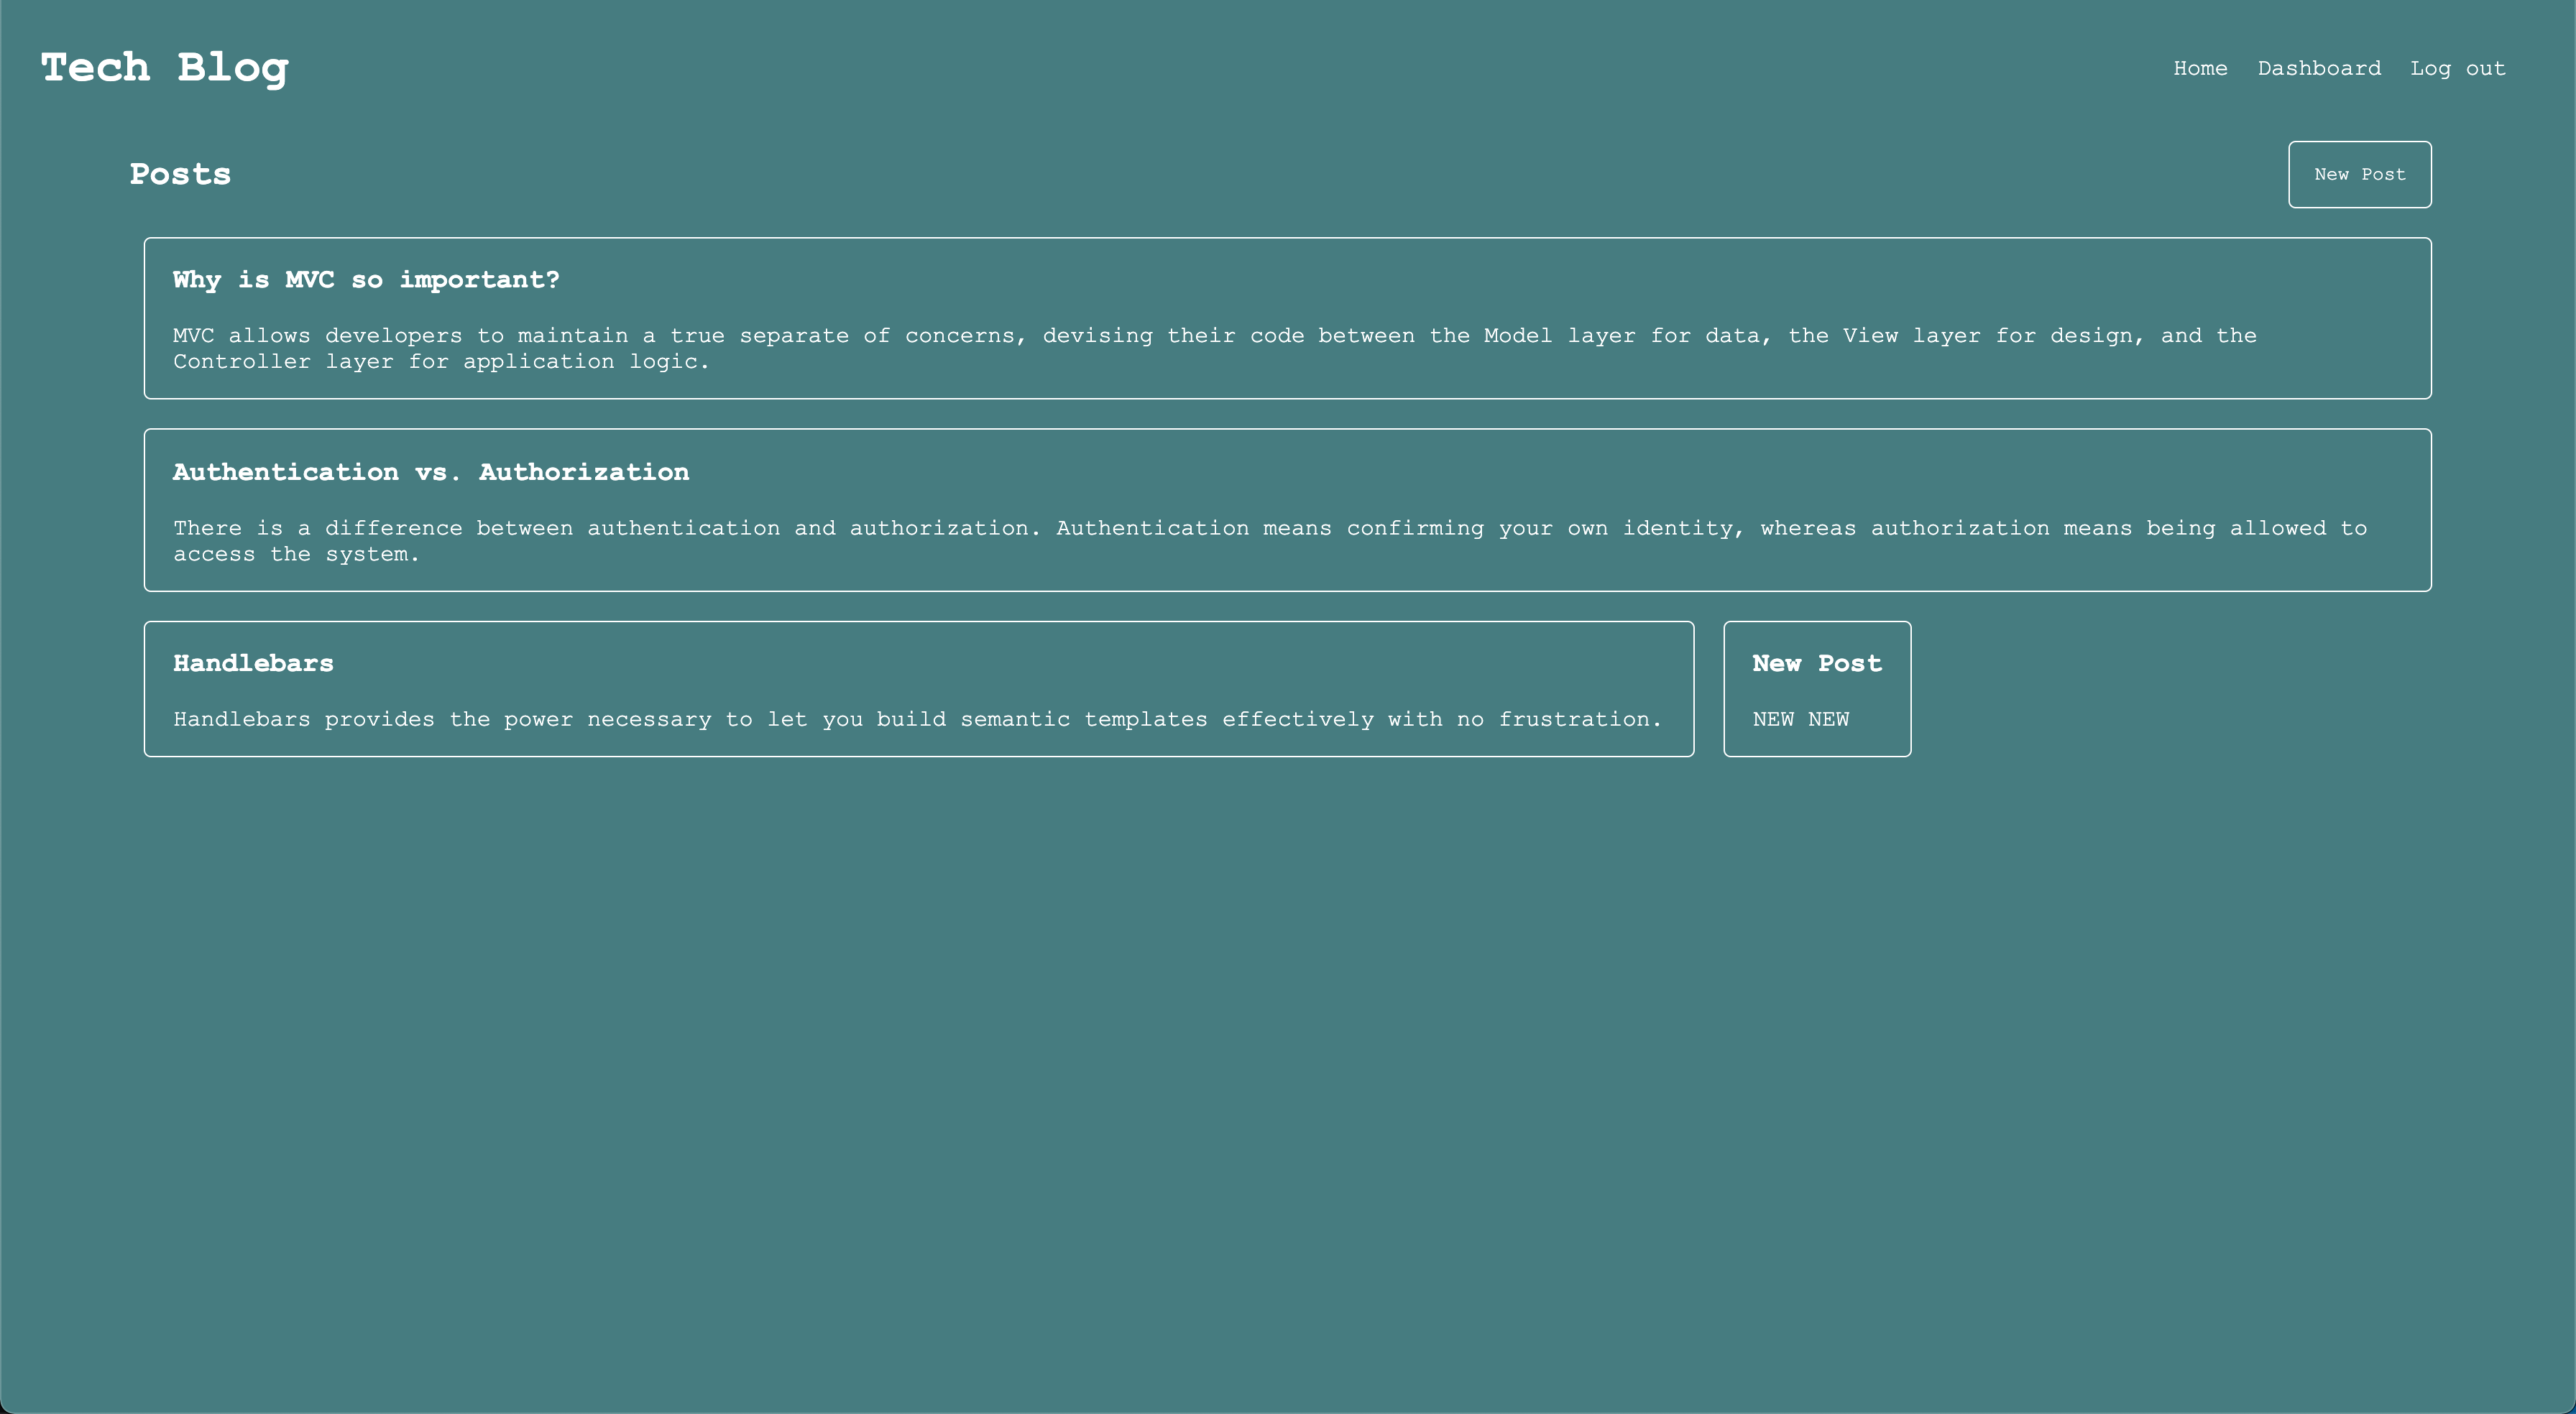 Tech Blog
Home Dashboard Log out
Posts
New Post
Why is MVC so important?
MVC allows developers to maintain a true separate of concerns, devising their code between the Model layer for data, the View layer for design, and the
Controller layer for application logic.
Authentication vs. Authorization
There is a difference between authentication and authorization. Authentication means confirming your own identity, whereas authorization means being allowed to
access the system.
Handlebars
Handlebars provides the power necessary to let you build semantic templates effectively with no frustration.
New Post
NEW NEW